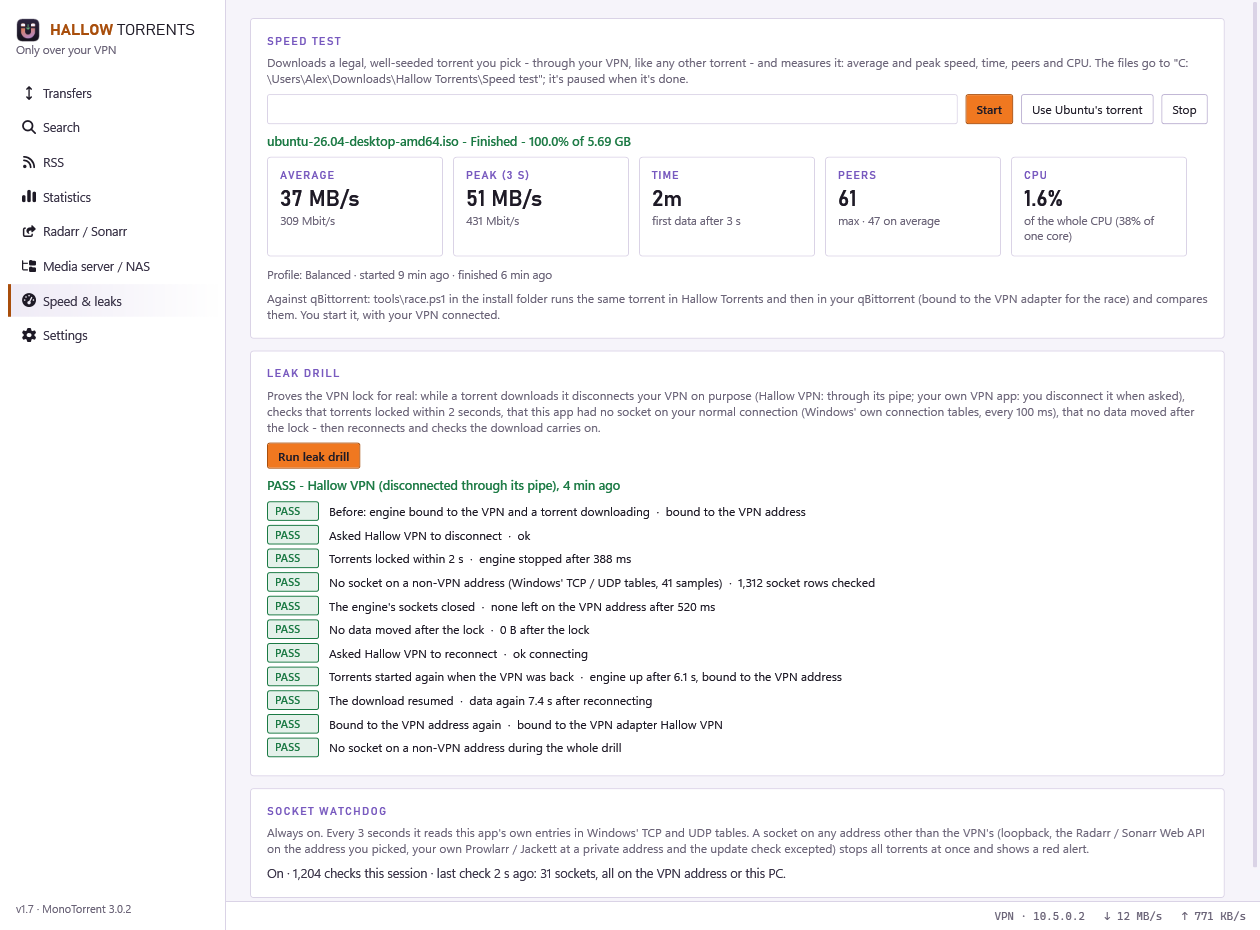 HALLOW TORRENTS
Only over your VPN
Transfers
Search
RSS
Statistics
Radarr / Sonarr
Media server / NAS
Speed & leaks
Settings
v1.7 · MonoTorrent 3.0.2
SPEED TEST
Downloads a legal, well-seeded torrent you pick - through your VPN, like any other torrent - and measures it: average and peak speed, time, peers and CPU. The files go to "C:
\Users\Alex\Downloads\Hallow Torrents\Speed test"; it's paused when it's done.
Start
Use Ubuntu's torrent
Stop
ubuntu-26.04-desktop-amd64.iso - Finished - 100.0% of 5.69 GB
AVERAGE
37 MB/s
309 Mbit/s
PEAK (3 S)
51 MB/s
431 Mbit/s
TIME
2m
first data after 3 s
PEERS
61
max · 47 on average
CPU
1.6%
of the whole CPU (38% of
one core)
Profile: Balanced · started 9 min ago · finished 6 min ago
Against qBittorrent: tools\race.ps1 in the install folder runs the same torrent in Hallow Torrents and then in your qBittorrent (bound to the VPN adapter for the race) and compares
them. You start it, with your VPN connected.
LEAK DRILL
Proves the VPN lock for real: while a torrent downloads it disconnects your VPN on purpose (Hallow VPN: through its pipe; your own VPN app: you disconnect it when asked),
checks that torrents locked within 2 seconds, that this app had no socket on your normal connection (Windows' own connection tables, every 100 ms), that no data moved after
the lock - then reconnects and checks the download carries on.
Run leak drill
PASS - Hallow VPN (disconnected through its pipe), 4 min ago
PASS Before: engine bound to the VPN and a torrent downloading · bound to the VPN address
PASS Asked Hallow VPN to disconnect · ok
PASS Torrents locked within 2 s · engine stopped after 388 ms
PASS No socket on a non-VPN address (Windows' TCP / UDP tables, 41 samples) · 1,312 socket rows checked
PASS The engine's sockets closed · none left on the VPN address after 520 ms
PASS No data moved after the lock · 0 B after the lock
PASS Asked Hallow VPN to reconnect · ok connecting
PASS Torrents started again when the VPN was back · engine up after 6.1 s, bound to the VPN address
PASS The download resumed · data again 7.4 s after reconnecting
PASS Bound to the VPN address again · bound to the VPN adapter Hallow VPN
PASS No socket on a non-VPN address during the whole drill
SOCKET WATCHDOG
Always on. Every 3 seconds it reads this app's own entries in Windows' TCP and UDP tables. A socket on any address other than the VPN's (loopback, the Radarr / Sonarr Web API
on the address you picked, your own Prowlarr / Jackett at a private address and the update check excepted) stops all torrents at once and shows a red alert.
On · 1,204 checks this session · last check 2 s ago: 31 sockets, all on the VPN address or this PC.
VPN · 10.5.0.2 ↓ 12 MB/s ↑ 771 KB/s